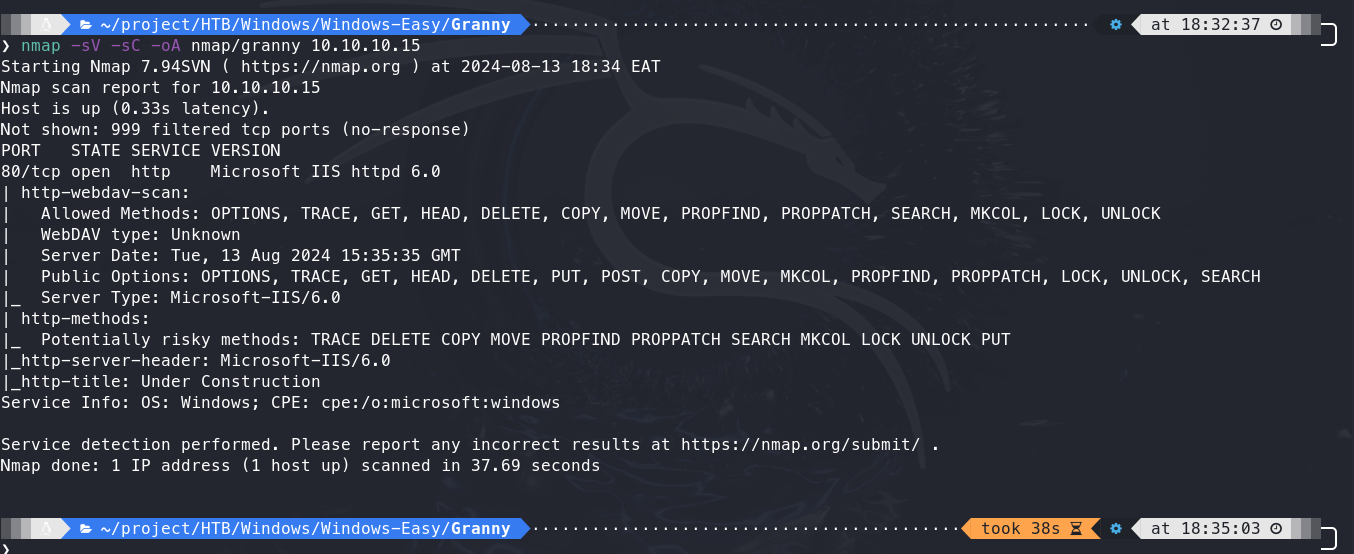 ~/project/HTB/Windows/Windows-Easy/Granny at 18:32:37
❯ nmap -sV -sC -oA nmap/granny 10.10.10.15
Starting Nmap 7.94SVN ( https://nmap.org ) at 2024-08-13 18:34 EAT
Nmap scan report for 10.10.10.15
Host is up (0.33s latency).
Not shown: 999 filtered tcp ports (no-response)
PORT   STATE SERVICE VERSION
80/tcp open  http    Microsoft IIS httpd 6.0
| http-webdav-scan:
|   Allowed Methods: OPTIONS, TRACE, GET, HEAD, DELETE, COPY, MOVE, PROPFIND, PROPPATCH, SEARCH, MKCOL, LOCK, UNLOCK
|   WebDAV type: Unknown
|   Server Date: Tue, 13 Aug 2024 15:35:35 GMT
|   Public Options: OPTIONS, TRACE, GET, HEAD, DELETE, PUT, POST, COPY, MOVE, MKCOL, PROPFIND, PROPPATCH, LOCK, UNLOCK, SEARCH
|_  Server Type: Microsoft-IIS/6.0
| http-methods:
|_  Potentially risky methods: TRACE DELETE COPY MOVE PROPFIND PROPPATCH SEARCH MKCOL LOCK UNLOCK PUT
|_http-server-header: Microsoft-IIS/6.0
|_http-title: Under Construction
Service Info: OS: Windows; CPE: cpe:/o:microsoft:windows
Service detection performed. Please report any incorrect results at https://nmap.org/submit/ .
Nmap done: 1 IP address (1 host up) scanned in 37.69 seconds
~/project/HTB/Windows/Windows-Easy/Granny took 38s at 18:35:03
❯